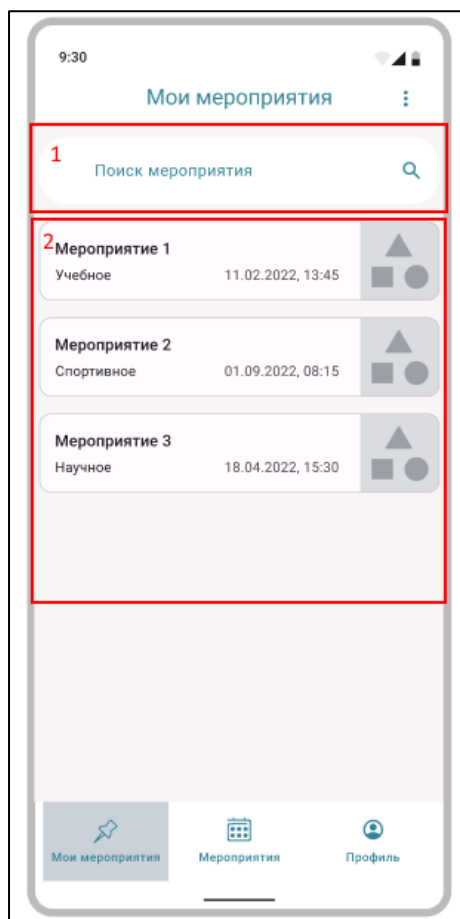 9:30
Мои мероприятия
1
Поиск мероприятия
2
Мероприятие 1
Учебное 11.02.2022, 13:45
Мероприятие 2
Спортивное 01.09.2022, 08:15
Мероприятие 3
Научное 18.04.2022, 15:30
Мои мероприятия Мероприятия Профиль